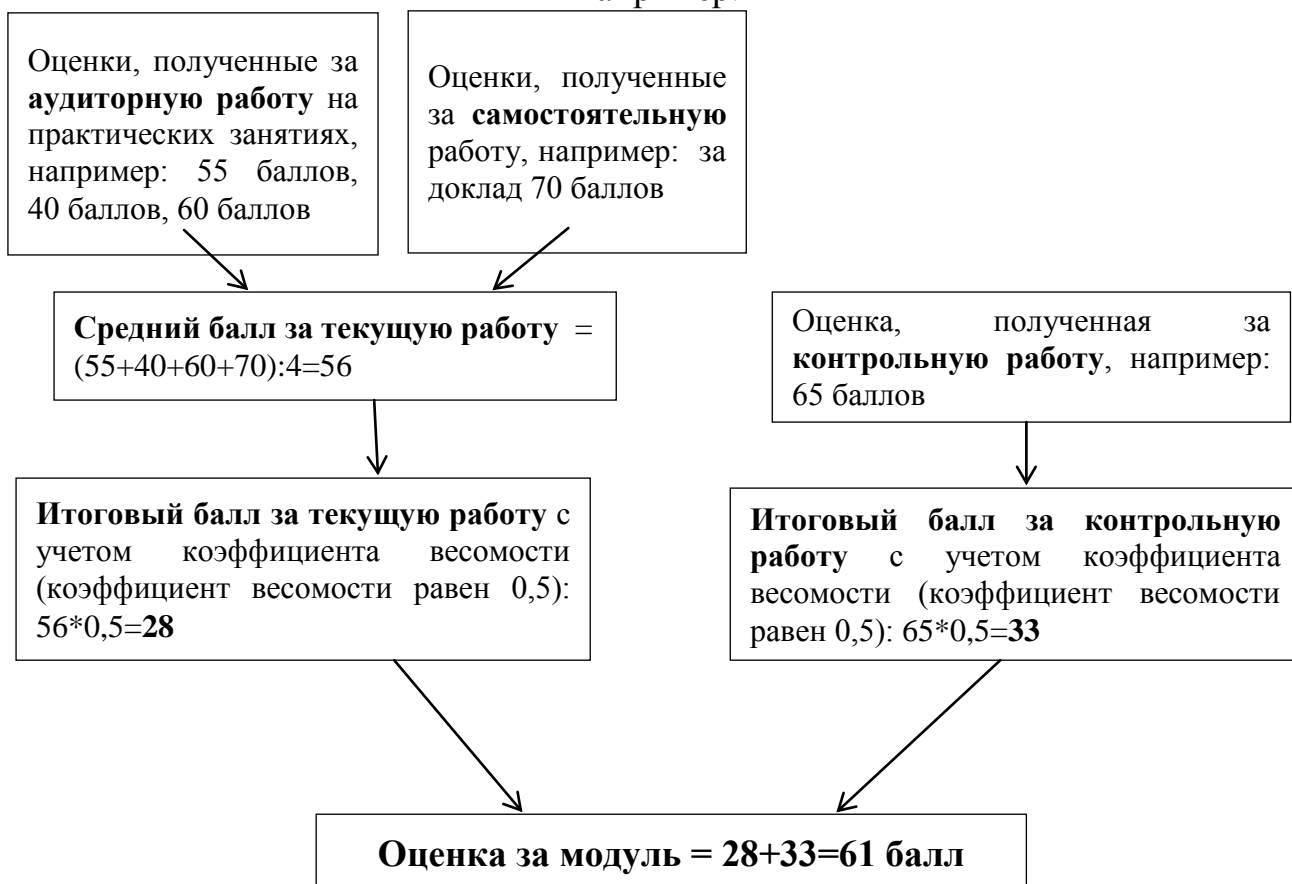 Оценки, полученные за
аудиторную работу на
практических занятиях,
например: 55 баллов,
40 баллов, 60 баллов
Оценки, полученные
за самостоятельную
работу, например: за
доклад 70 баллов
Средний балл за текущую работу =
(55+40+60+70):4=56
Оценка, полученная за
контрольную работу, например:
65 баллов
Итоговый балл за текущую работу с
учетом коэффициента весомости
(коэффициент весомости равен 0,5):
56*0,5=28
Итоговый балл за контрольную
работу с учетом коэффициента
весомости (коэффициент весомости
равен 0,5): 65*0,5=33
Оценка за модуль = 28+33=61 балл